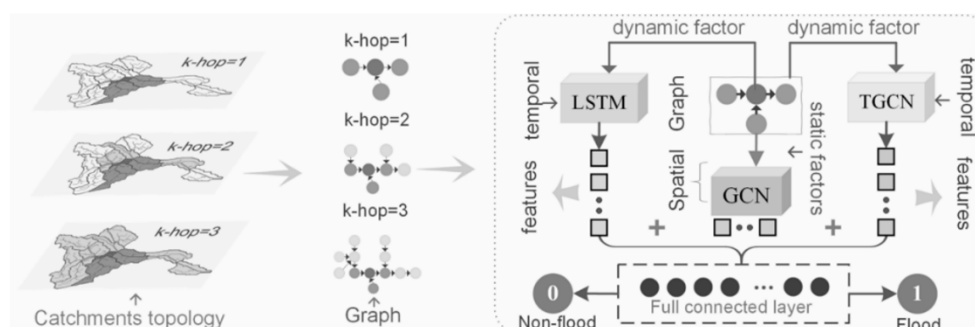 k-hop=1
k-hop=2
k-hop=3
Catchments topology
k-hop=1
k-hop=2
k-hop=3
Graph
dynamic factor
dynamic factor
temporal
LSTM
Graph
static factors
TGCN
temporal
features
Spatial
GCN
features
+
+
0
Non-flood
Full connected layer
1
Flood